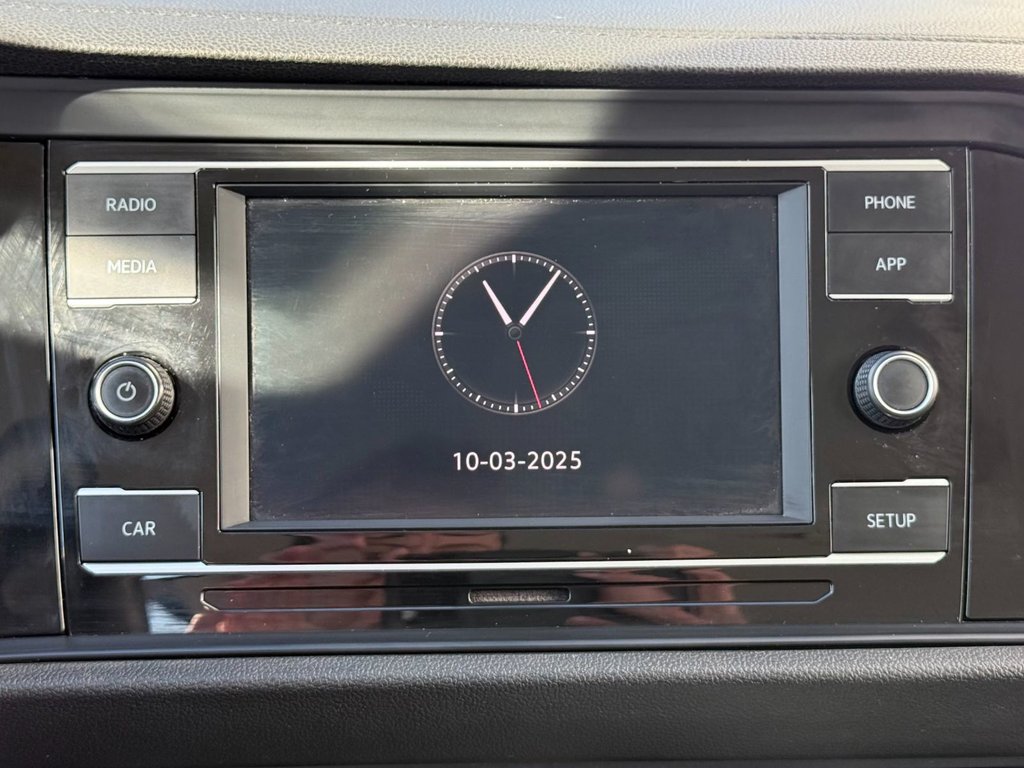 RADIO
MEDIA
PHONE
APP
10-03-2025
CAR
SETUP